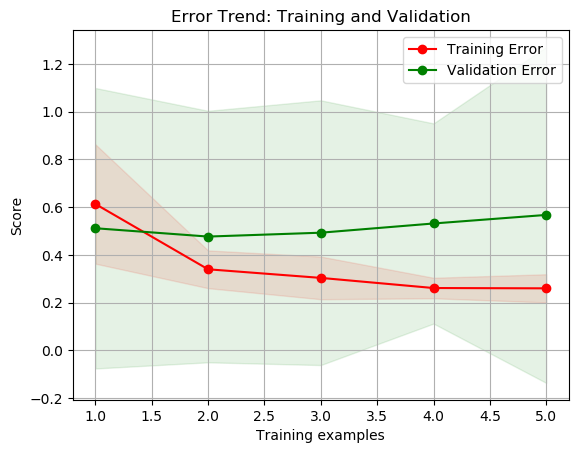 Error Trend: Training and Validation
Training Error
Validation Error
Score
1.2
1.0
0.8
0.6
0.4
0.2
0.0
−0.2
1.0 1.5 2.0 2.5 3.0 3.5 4.0 4.5 5.0
Training examples